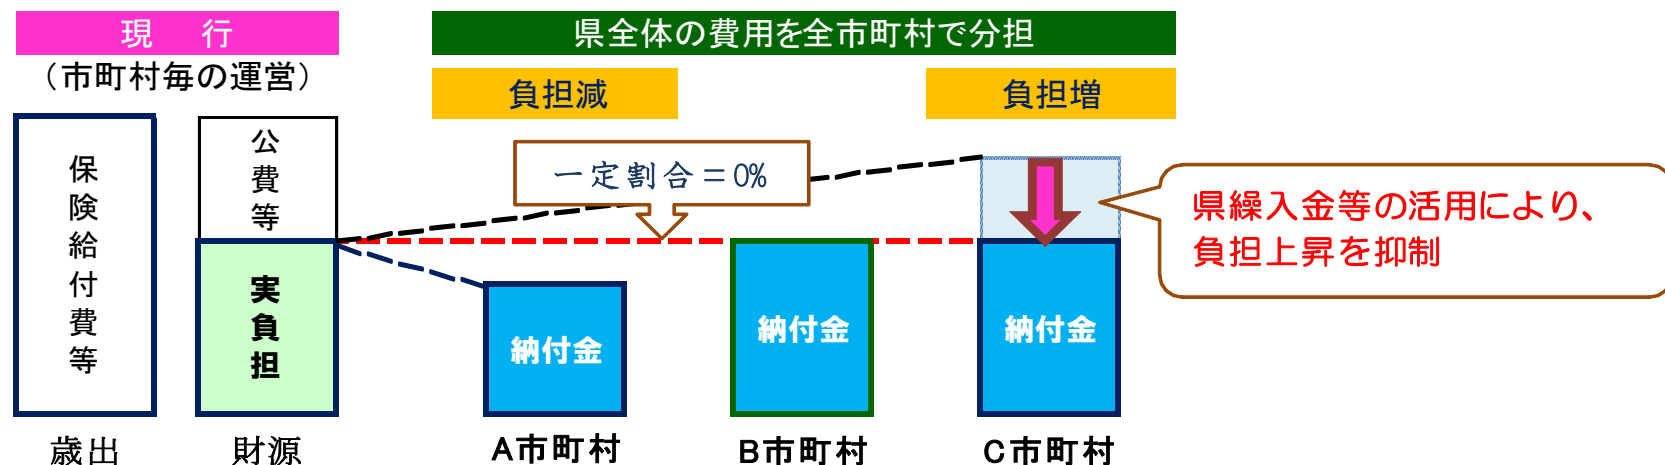 現　行
（市町村毎の運営）
県全体の費用を全市町村で分担
負担減
負担増
保険給付費等
公費等
実負担
一定割合＝0%
県繰入金等の活用により、
負担上昇を抑制
納付金
納付金
納付金
歳出
財源
A市町村
B市町村
C市町村